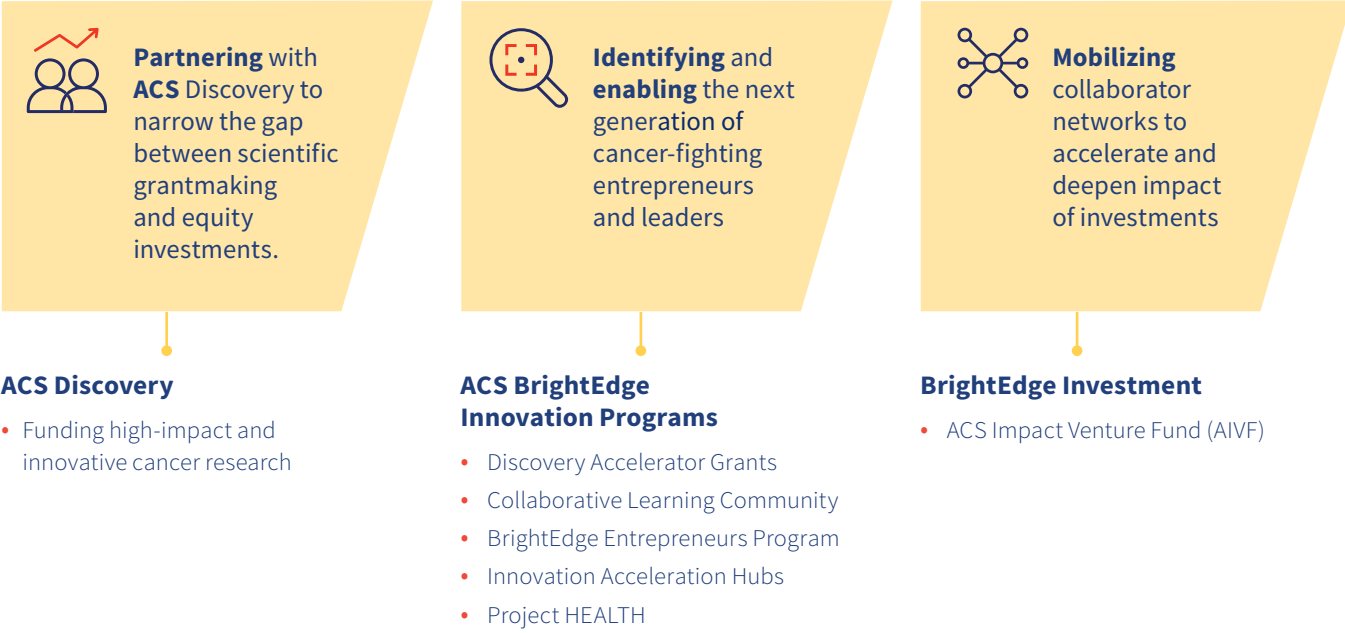 Partnering with
ACS Discovery to
narrow the gap
between scientific
grantmaking
and equity
investments.
ACS Discovery
• Funding high-impact and
innovative cancer research
Identifying and
enabling the next
generation of
cancer-fighting
entrepreneurs
and leaders
ACS BrightEdge
Innovation Programs
• Discovery Accelerator Grants
• Collaborative Learning Community
• BrightEdge Entrepreneurs Program
• Innovation Acceleration Hubs
• Project HEALTH
Mobilizing
collaborator
networks to
accelerate and
deepen impact
of investments
BrightEdge Investment
• ACS Impact Venture Fund (AIVF)